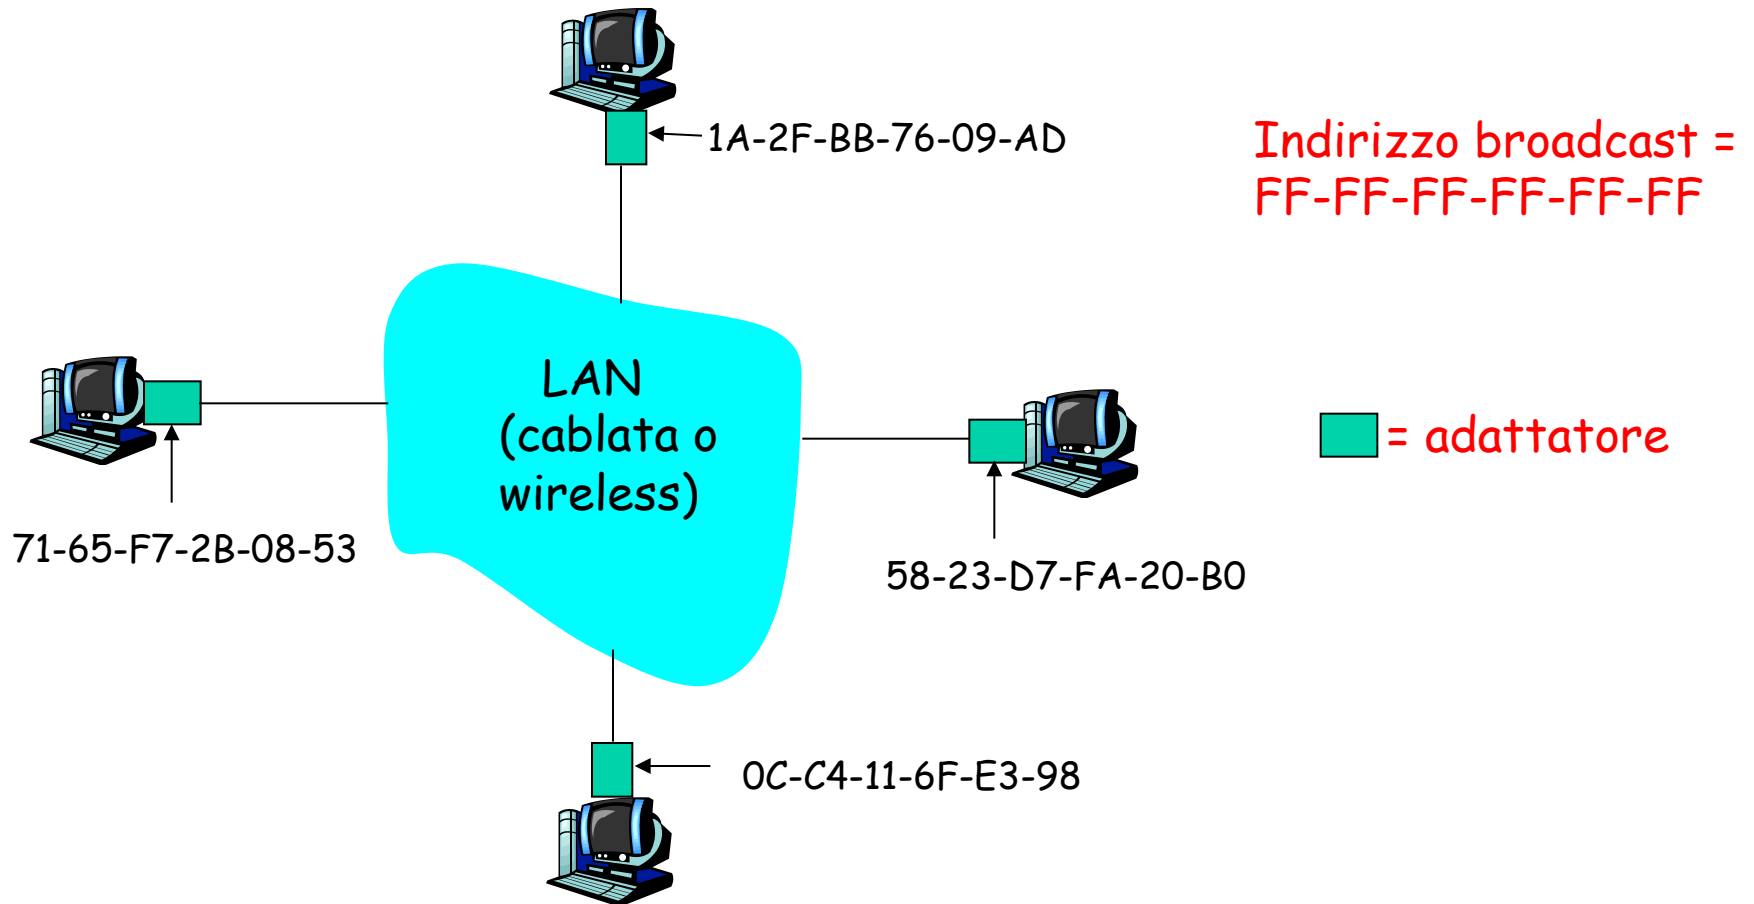 1A-2F-BB-76-09-AD
Indirizzo broadcast =
FF-FF-FF-FF-FF-FF
LAN
(cablata o
wireless)
= adattatore
71-65-F7-2B-08-53
58-23-D7-FA-20-B0
0C-C4-11-6F-E3-98